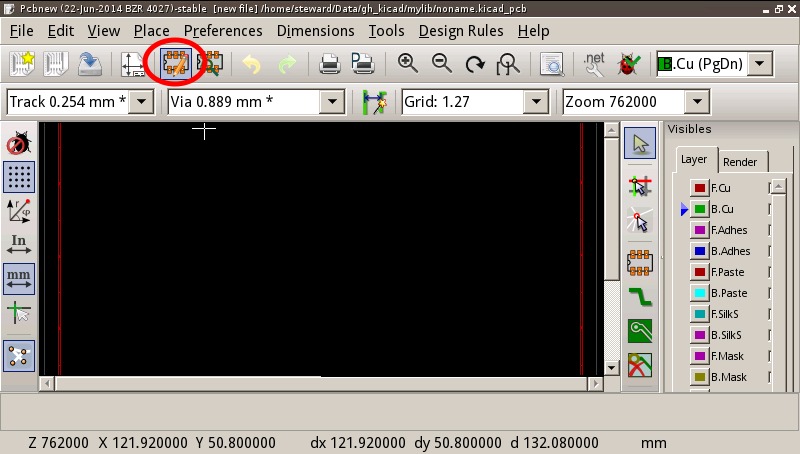 Pcbnew (22-Jun-2014 BZR 4027)-stable [new file] /home/steward/Data/gh_kicad/mylib/noname.kicad_pcb
File Edit View Place Preferences Dimensions Tools Design Rules Help
.net B.Cu (PgDn)
Track 0.254 mm * Via 0.889 mm * Grid: 1.27 Zoom 762000
Visibles
Layer Render
F.Cu
B.Cu
F.Adhes
B.Adhes
F.Paste
B.Paste
F.SilkS
B.SilkS
F.Mask
B.Mask
In
mm
Z 762000 X 121.920000 Y 50.800000 dx 121.920000 dy 50.800000 d 132.080000 mm